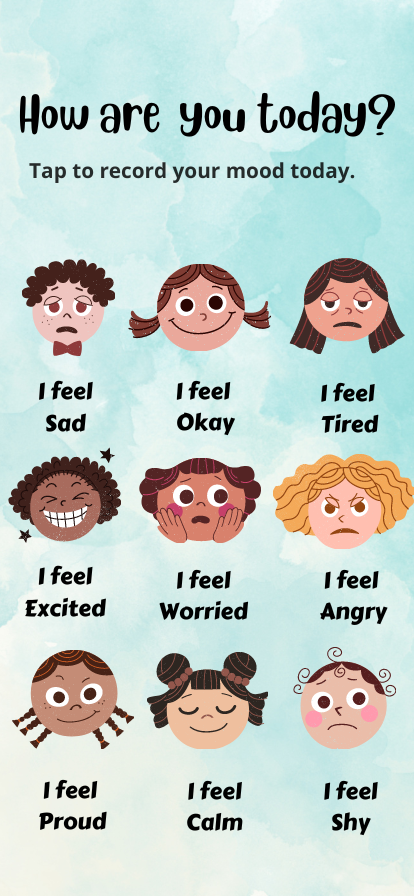 How are you today?
Tap to record your mood today.
I feel
Sad
I feel
Okay
I feel
Tired
I feel
Excited
I feel
Worried
I feel
Angry
I feel
Proud
I feel
Calm
I feel
Shy